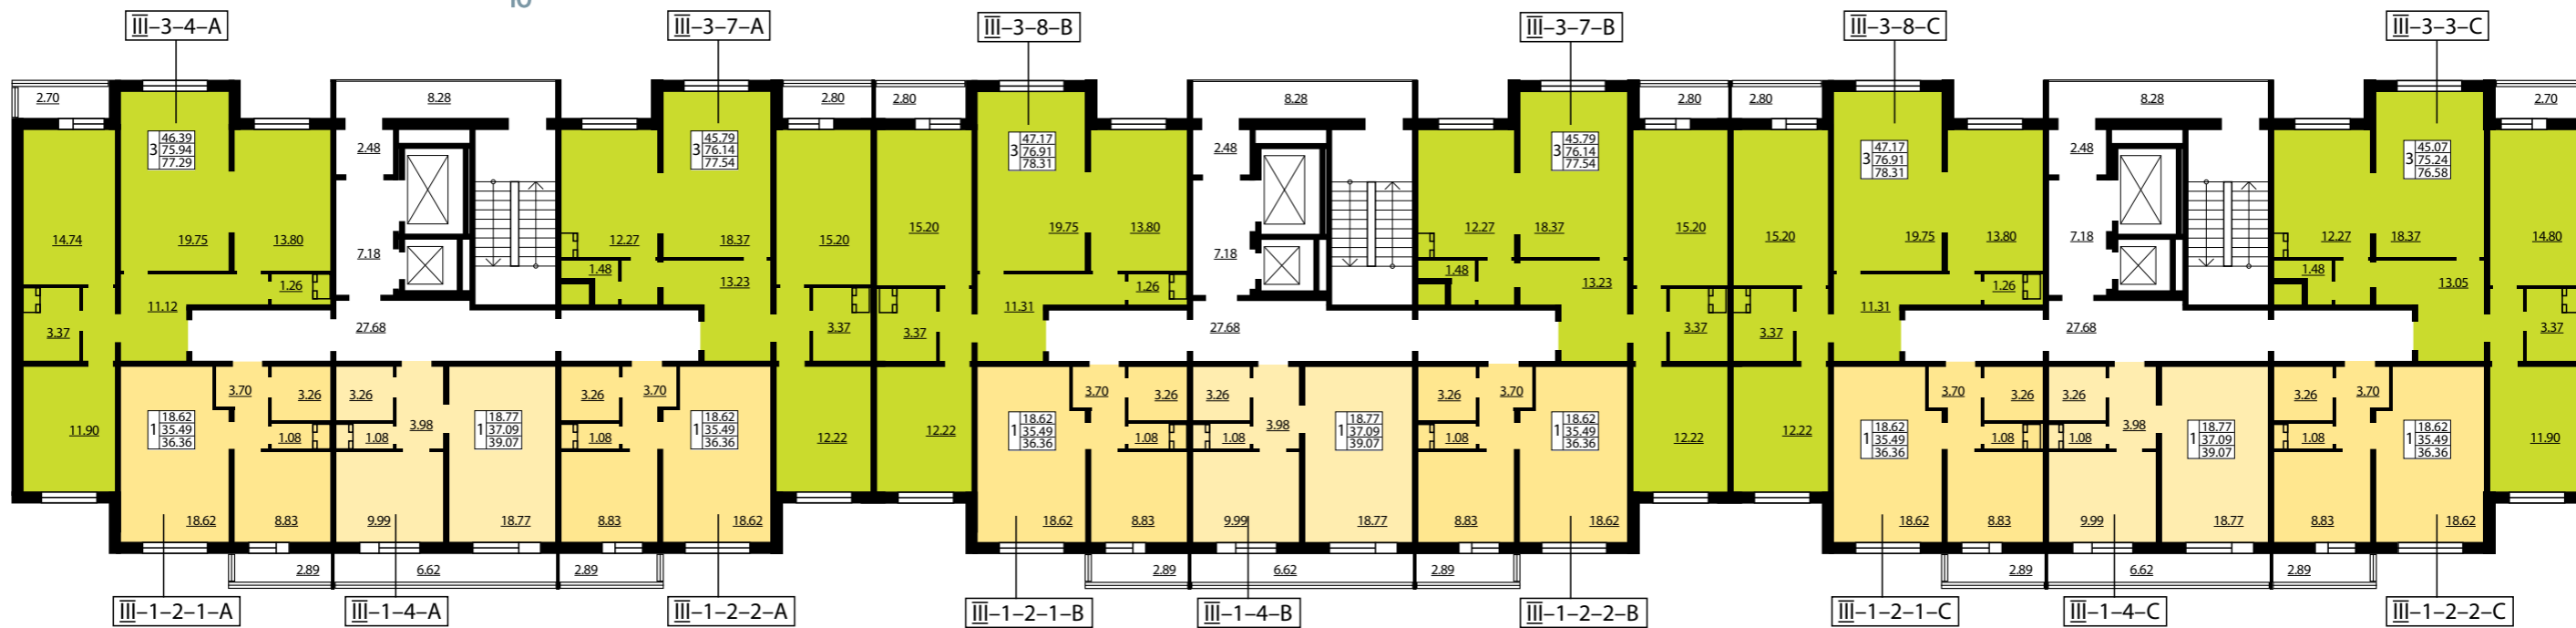 Ю
III–3–4–A III–3–7–A III–3–8–B III–3–7–B III–3–8–C III–3–3–C
2.70 8.28 2.80 2.80 8.28 2.80 2.80 8.28 2.70
46.39 45.79 47.17 45.79 47.17 45.07
3 75.94 3 76.14 3 76.91 3 76.14 3 76.91 3 75.24
77.29 77.54 78.31 77.54 78.31 76.58
2.48 2.48 2.48
14.74 19.75 13.80 12.27 18.37 15.20 15.20 19.75 13.80 12.27 18.37 15.20 15.20 19.75 13.80 12.27 18.37 14.80
7.18 7.18 7.18
1.48 13.23 1.48 13.23 1.48 13.05
1.26 1.26 1.26
11.12 11.31 11.31
3.37 27.68 3.37 3.37 27.68 3.37 3.37 27.68 3.37
3.70 3.26 3.26 3.26 3.70 3.70 3.26 3.26 3.26 3.70 3.70 3.26 3.26 3.26 3.70
18.62 18.77 18.62 18.62 18.77 18.62 18.62 18.77 18.62
1 35.49 1 37.09 1 35.49 1 35.49 1 37.09 1 35.49 1 35.49 1 37.09 1 35.49
36.36 39.07 36.36 36.36 39.07 36.36 36.36 39.07 36.36
3.98 3.98 3.98
11.90 1.08 1.08 1.08 12.22 12.22 1.08 1.08 1.08 12.22 12.22 1.08 1.08 1.08 11.90
18.62 8.83 9.99 18.77 8.83 18.62 18.62 8.83 9.99 18.77 8.83 18.62 18.62 8.83 9.99 18.77 8.83 18.62
2.89 6.62 2.89 2.89 6.62 2.89 2.89 6.62 2.89
III–1–2–1–A III–1–4–A III–1–2–2–A III–1–2–1–B III–1–4–B III–1–2–2–B III–1–2–1–C III–1–4–C III–1–2–2–C